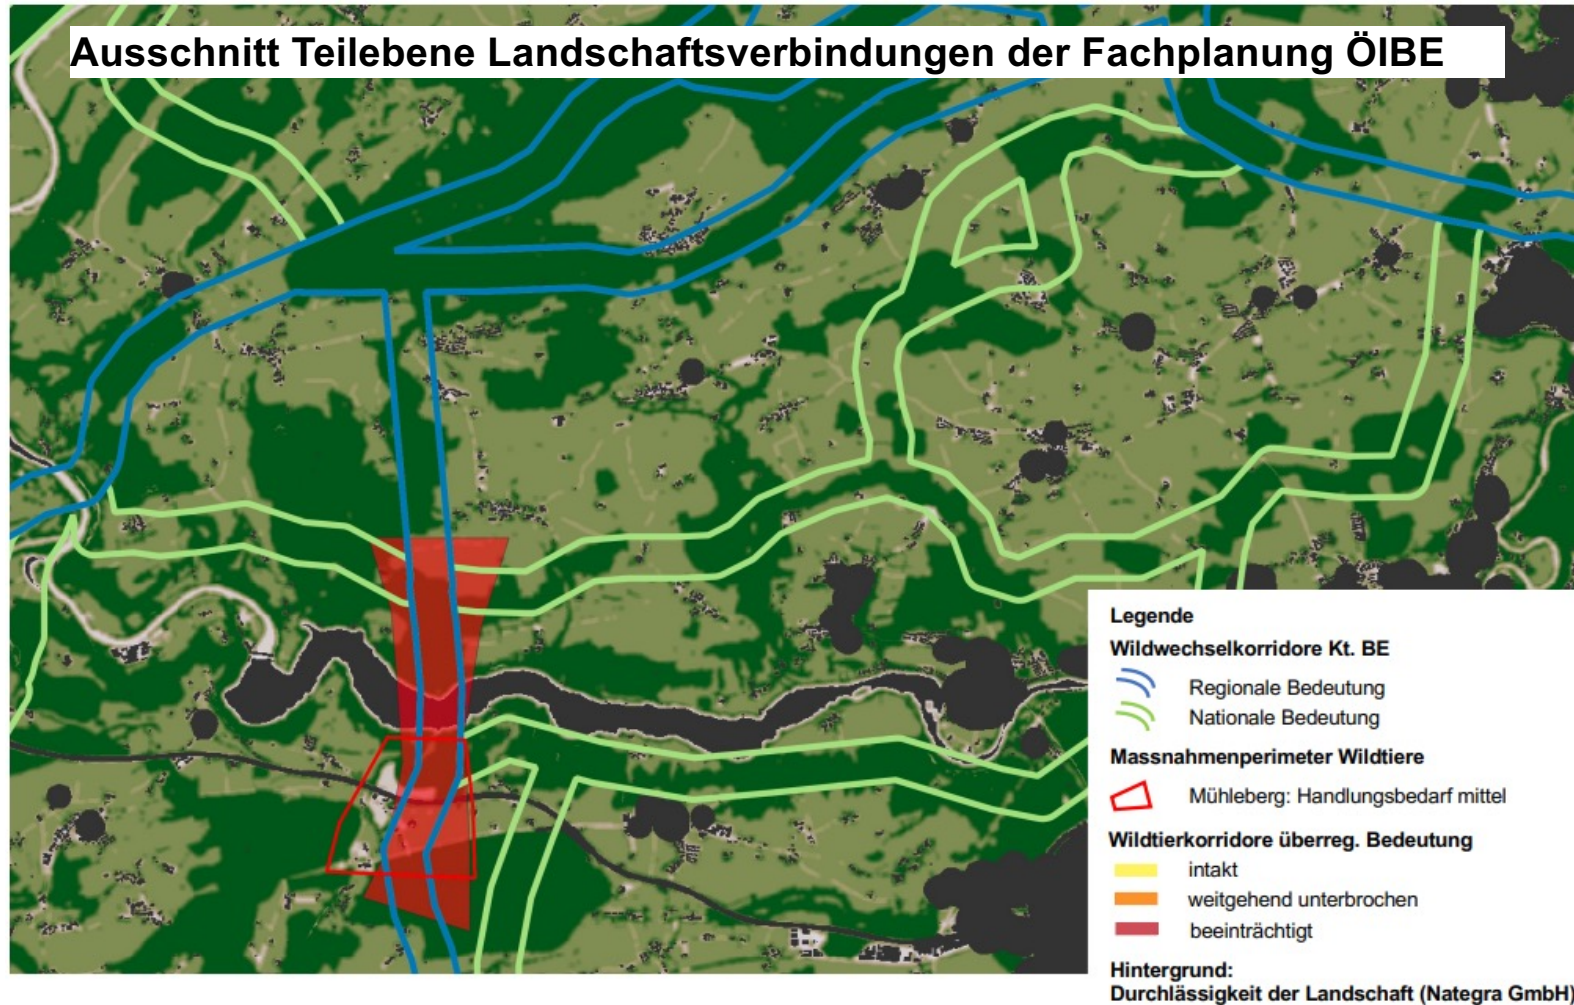 Ausschnitt Teilebene Landschaftsverbindungen der Fachplanung ÖIBE
Legende
Wildwechselkorridore Kt. BE
Regionale Bedeutung
Nationale Bedeutung
Massnahmenperimeter Wildtiere
Mühleberg: Handlungsbedarf mittel
Wildtierkorridore überreg. Bedeutung
intakt
weitgehend unterbrochen
beeinträchtigt
Hintergrund:
Durchlässigkeit der Landschaft (Nategra GmbH)